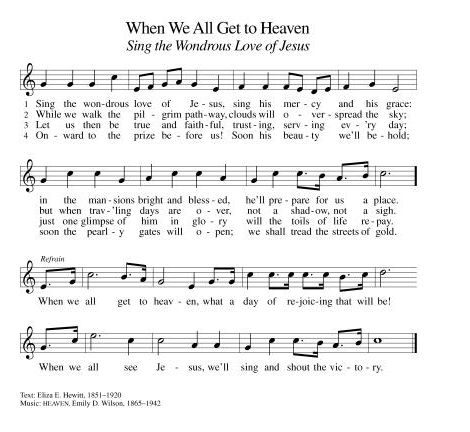 When We All Get to Heaven
Sing the Wondrous Love of Jesus
1 Sing the won-drous love of Je-sus, sing his mer-cy and his grace:
2 While we walk the pil-grim path-way, clouds will o-ver-spread the sky;
3 Let us then be true and faith-ful, trust-ing, serv-ing ev-'ry day;
4 On-ward to the prize be-fore us! Soon his beau-ty we'll be-hold;
in the man-sions bright and bless-ed, he'll pre-pare for us a place.
but when trav-'ling days are o-ver, not a shad-ow, not a sigh.
just one glimpse of him in glo-ry will the toils of life re-pay.
soon the pearl-y gates will o-pen; we shall tread the streets of gold.
Refrain
When we all get to heav-en, what a day of re-joic-ing that will be!
When we all see Je-sus, we'll sing and shout the vic-to-ry.
Text: Eliza E. Hewitt, 1851–1920
Music: HEAVEN, Emily D. Wilson, 1865–1942